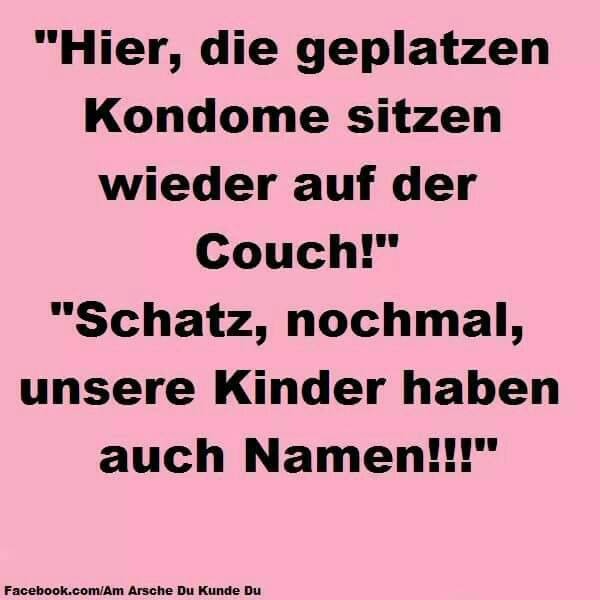 "Hier, die geplatzen
Kondome sitzen
wieder auf der
Couch!"
"Schatz, nochmal,
unsere Kinder haben
auch Namen!!!"
Facebook.com/Am Arsche Du Kunde Du